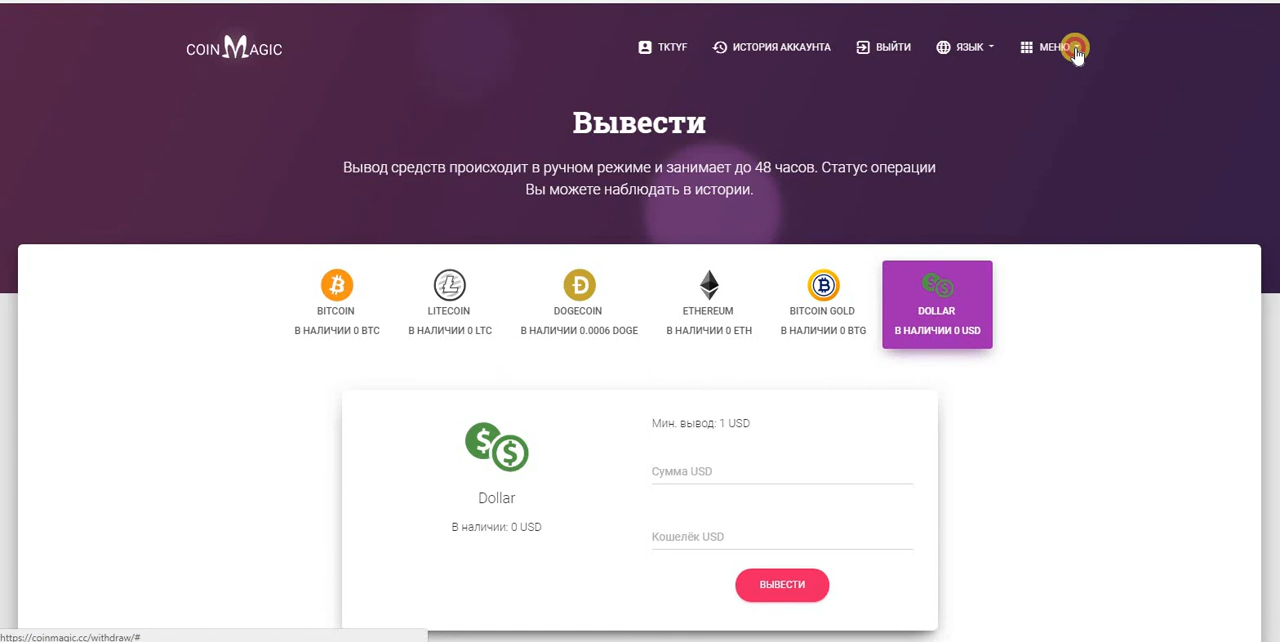 COIN MAGIC
TKTYF
ИСТОРИЯ АККАУНТА
ВЫЙТИ
ЯЗЫК
МЕНЮ
Вывести
Вывод средств происходит в ручном режиме и занимает до 48 часов. Статус операции
Вы можете наблюдать в истории.
BITCOIN
В НАЛИЧИИ 0 BTC
LITECOIN
В НАЛИЧИИ 0 LTC
DOGECOIN
В НАЛИЧИИ 0.0006 DOGE
ETHEREUM
В НАЛИЧИИ 0 ETH
BITCOIN GOLD
В НАЛИЧИИ 0 BTG
DOLLAR
В НАЛИЧИИ 0 USD
Dollar
В наличии: 0 USD
Мин. вывод: 1 USD
Сумма USD
Кошелёк USD
ВЫВЕСТИ
https://coinmagic.cc/withdraw/#